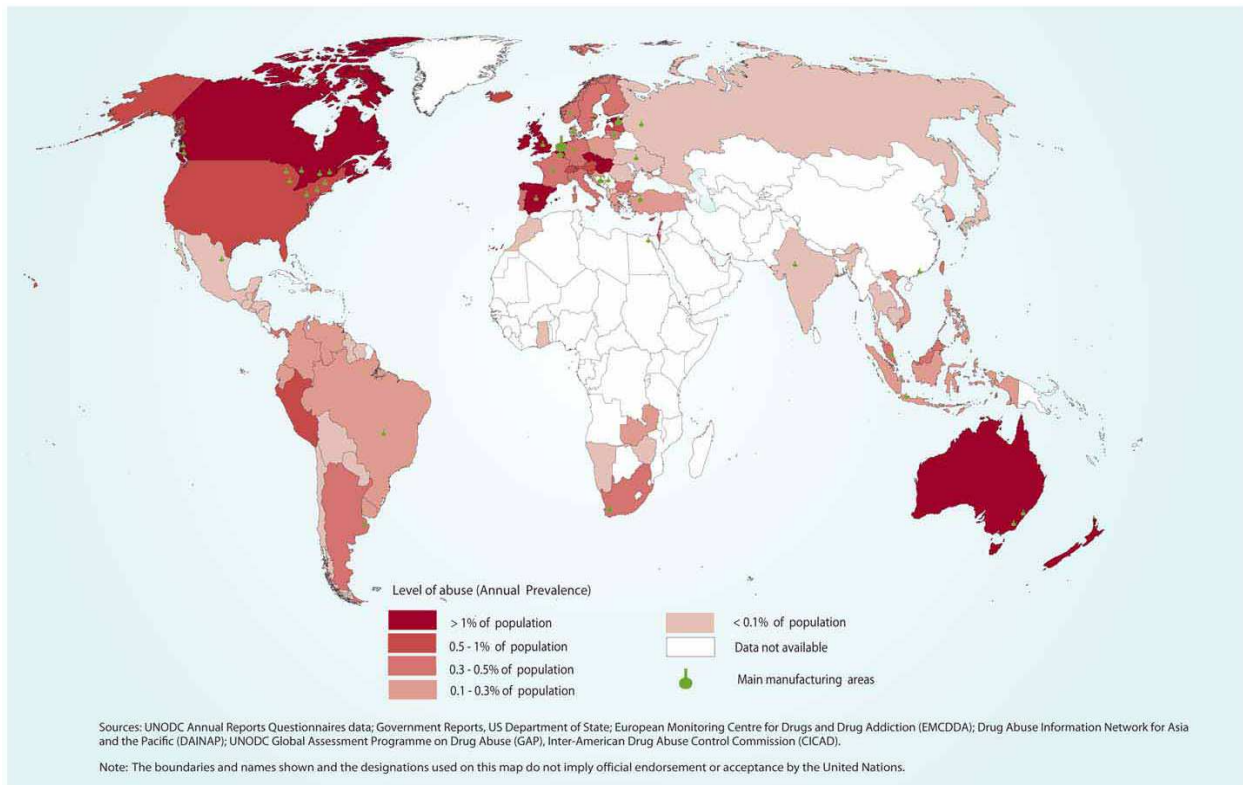 Level of abuse (Annual Prevalence)
> 1% of population
0.5 - 1% of population
0.3 - 0.5% of population
0.1 - 0.3% of population
< 0.1% of population
Data not available
Main manufacturing areas
Sources: UNODC Annual Reports Questionnaires data; Government Reports, US Department of State; European Monitoring Centre for Drugs and Drug Addiction (EMCDDA); Drug Abuse Information Network for Asia
and the Pacific (DAINAP); UNODC Global Assessment Programme on Drug Abuse (GAP), Inter-American Drug Abuse Control Commission (CICAD).
Note: The boundaries and names shown and the designations used on this map do not imply official endorsement or acceptance by the United Nations.